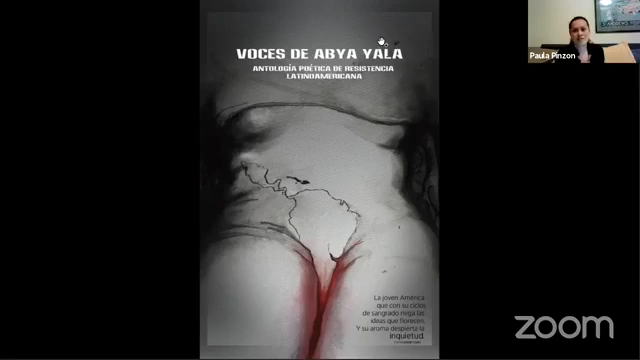 VOCES DE ABYA YALA
ANTOLOGÍA POÉTICA DE RESISTENCIA
LATINOAMERICANA
Paula Pinzon
La joven América
que con su ciclos
de sangrado riega las
ideas que florecen.
Y su aroma despierta la
inquietud.
zoom